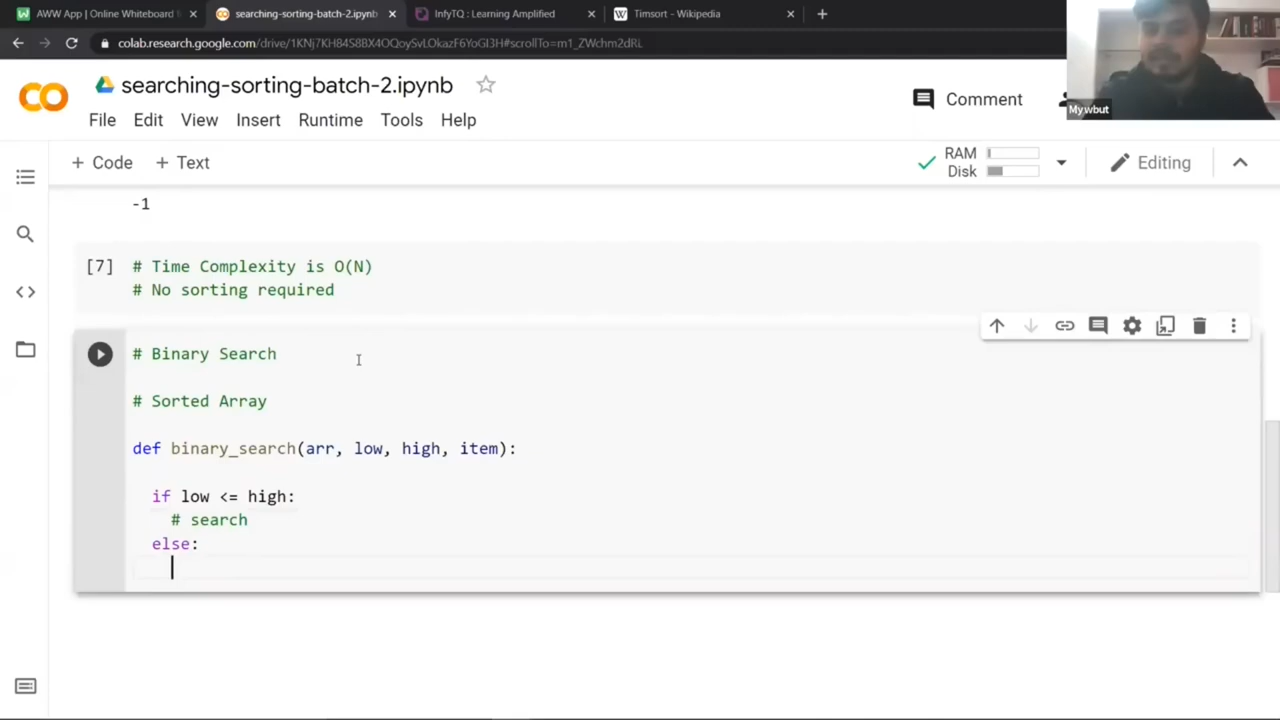 AWW App | Online Whiteboard
searching-sorting-batch-2.ipynb
InfyTQ : Learning Amplified
Timsort - Wikipedia
colab.research.google.com/drive/1KNj7KH84S8BX4OQoySvLOkazF6YoGI3H#scrollTo=m1_ZWchm2dRi
Mywbut
CO
searching-sorting-batch-2.ipynb
Comment
File Edit View Insert Runtime Tools Help
+ Code + Text
RAM
Disk
Editing
-1
[7] # Time Complexity is O(N)
# No sorting required
# Binary Search
# Sorted Array
def binary_search(arr, low, high, item):
if low <= high:
# search
else: